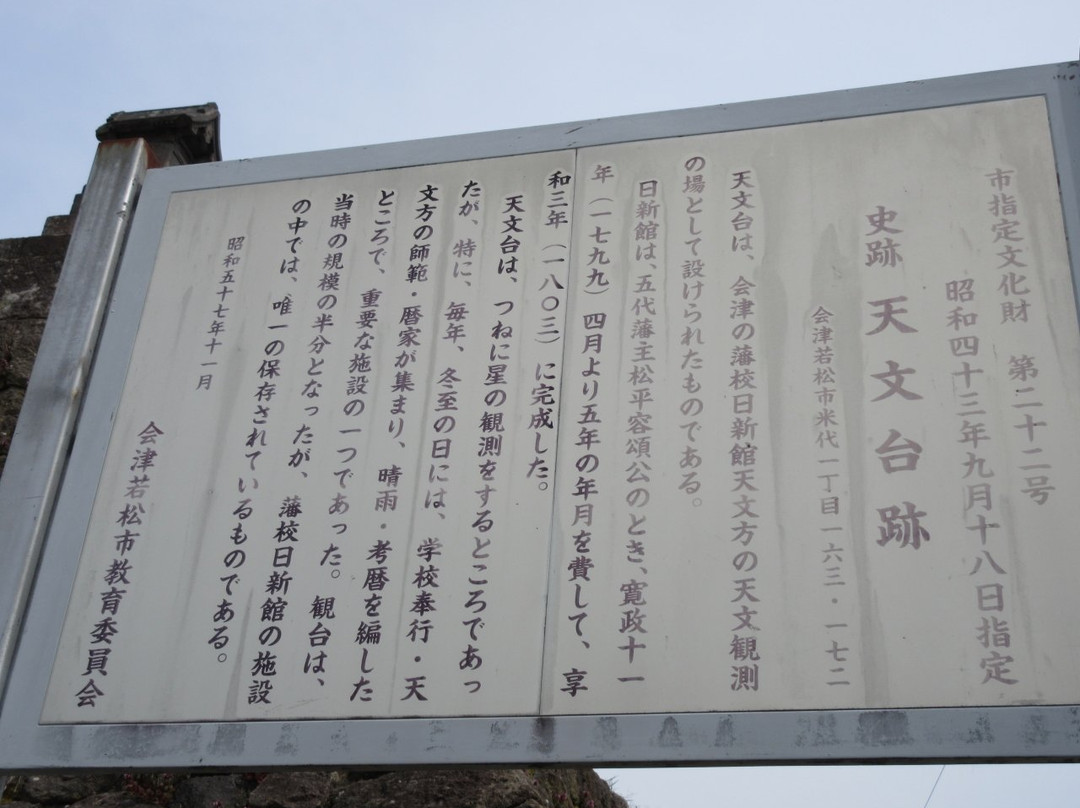 市指定文化財　第二十二号
昭和四十三年九月十八日指定
史跡　天文台跡
会津若松市米代一丁目一六三・一七二
天文台は、会津の藩校日新館天文方の天文観測
の場として設けられたものである。
日新館は、五代藩主松平容頌公のとき、寛政十一
年（一七九九）四月より五年の年月を費して、享
和三年（一八〇三）に完成した。
天文台は、つねに星の観測をするところであっ
たが、特に、毎年、冬至の日には、学校奉行・天
文方の師範・暦家が集まり、晴雨・考暦を編した
ところで、重要な施設の一つであった。観台は、
当時の規模の半分となったが、藩校日新館の施設
の中では、唯一の保存されているものである。
昭和五十七年十一月
会津若松市教育委員会